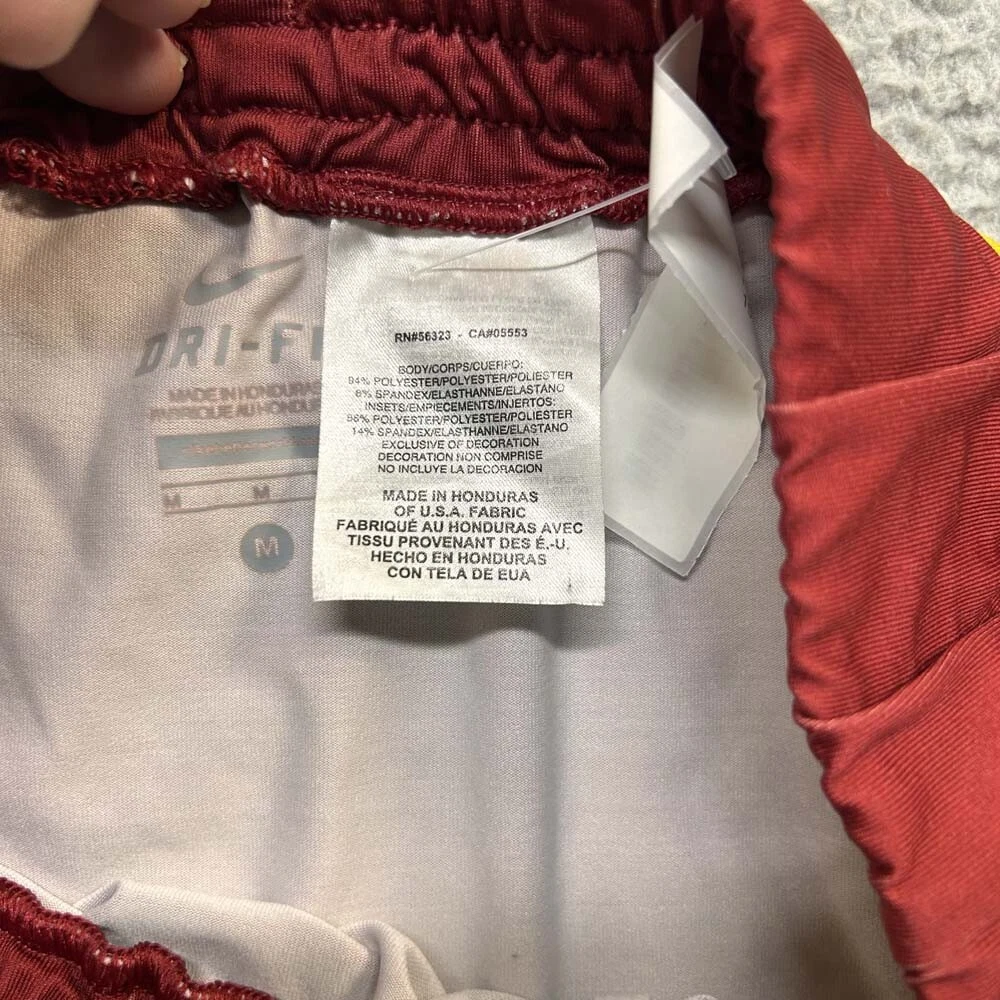 DRI-FI
MADE IN HONDURAS
M M
M
RN#56323 - CA#05553
BODY/CORPS/CUERPO:
94% POLYESTER/POLYESTER/POLIESTER
6% SPANDEX/ELASTHANNE/ELASTANO
INSETS/EMPIECEMENTS/INJERTOS:
86% POLYESTER/POLYESTER/POLIESTER
14% SPANDEX/ELASTHANNE/ELASTANO
EXCLUSIVE OF DECORATION
DECORATION NON COMPRISE
NO INCLUYE LA DECORACION
MADE IN HONDURAS
OF U.S.A. FABRIC
FABRIQUÉ AU HONDURAS AVEC
TISSU PROVENANT DES É.-U.
HECHO EN HONDURAS
CON TELA DE EUA